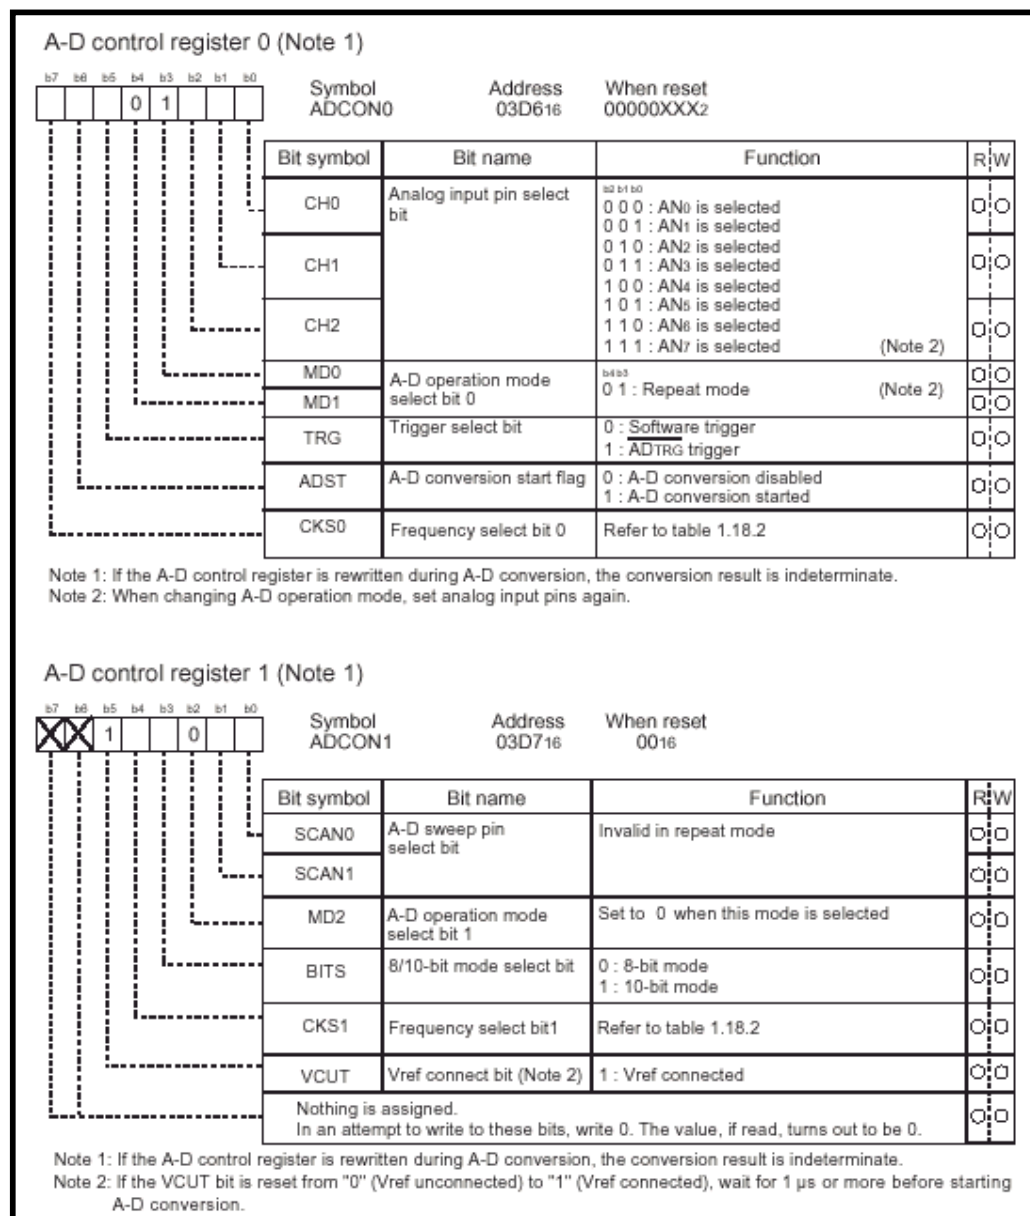 A-D control register 0 (Note 1)
b7 b6 b5 b4 b3 b2 b1 b0
0 1
Symbol Address When reset
ADCON0 03D616 00000XXX2
Bit symbol Bit name Function R W
CH0 Analog input pin select bit
b2 b1 b0
0 0 0 : AN0 is selected
0 0 1 : AN1 is selected
0 1 0 : AN2 is selected
CH1
0 1 1 : AN3 is selected
1 0 0 : AN4 is selected
1 0 1 : AN5 is selected
CH2
1 1 0 : AN6 is selected
1 1 1 : AN7 is selected (Note 2)
MD0 A-D operation mode select bit 0
b4 b3
0 1 : Repeat mode (Note 2)
MD1
TRG Trigger select bit 0 : Software trigger
1 : ADTRG trigger
ADST A-D conversion start flag 0 : A-D conversion disabled
1 : A-D conversion started
CKS0 Frequency select bit 0 Refer to table 1.18.2
Note 1: If the A-D control register is rewritten during A-D conversion, the conversion result is indeterminate.
Note 2: When changing A-D operation mode, set analog input pins again.
A-D control register 1 (Note 1)
b7 b6 b5 b4 b3 b2 b1 b0
1 0
Symbol Address When reset
ADCON1 03D716 0016
Bit symbol Bit name Function R W
SCAN0 A-D sweep pin select bit Invalid in repeat mode
SCAN1
MD2 A-D operation mode select bit 1 Set to 0 when this mode is selected
BITS 8/10-bit mode select bit 0 : 8-bit mode
1 : 10-bit mode
CKS1 Frequency select bit1 Refer to table 1.18.2
VCUT Vref connect bit (Note 2) 1 : Vref connected
Nothing is assigned.
In an attempt to write to these bits, write 0. The value, if read, turns out to be 0.
Note 1: If the A-D control register is rewritten during A-D conversion, the conversion result is indeterminate.
Note 2: If the VCUT bit is reset from "0" (Vref unconnected) to "1" (Vref connected), wait for 1 µs or more before starting
A-D conversion.